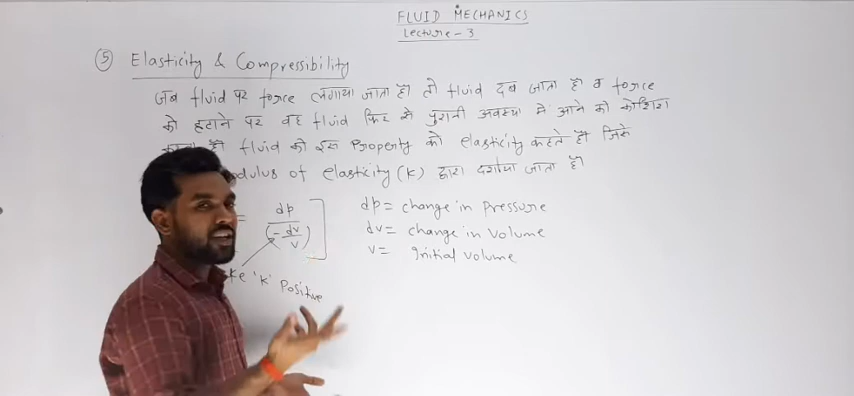 FLUID MECHANICS
Lecture - 3
(5) Elasticity & Compressibility
जब fluid पर force लगाया जाता है तो fluid दब जाता है व force
को हटाने पर वह fluid फिर से पुरानी अवस्था मे आने की कोशिश
है fluid की इस Property को elasticity कहते है जिसे
modulus of elasticity (K) द्वारा दर्शाया जाता है
= dp / (- dv / v)
dp = change in Pressure
dv = change in volume
v = Initial volume
'K' Positive